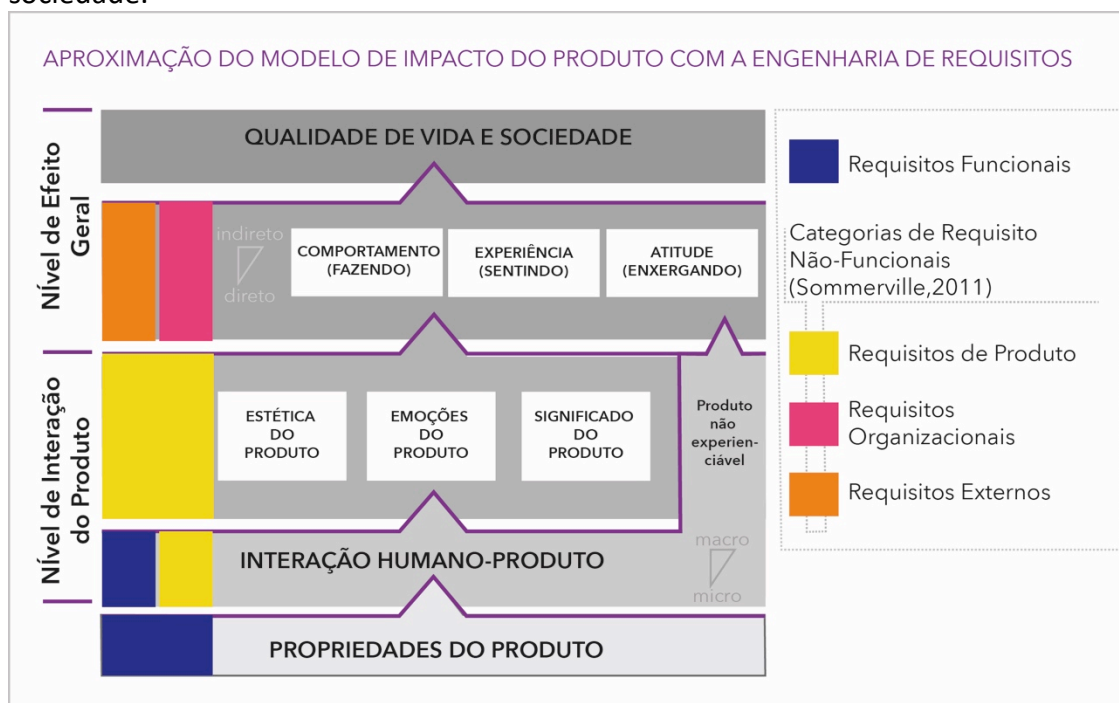 sociedade.
APROXIMAÇÃO DO MODELO DE IMPACTO DO PRODUTO COM A ENGENHARIA DE REQUISITOS
Nível de Efeito
Geral
QUALIDADE DE VIDA E SOCIEDADE
indireto
direto
COMPORTAMENTO
(FAZENDO)
EXPERIÊNCIA
(SENTINDO)
ATITUDE
(ENXERGANDO)
Nível de Interação
do Produto
ESTÉTICA
DO
PRODUTO
EMOÇÕES
DO
PRODUTO
SIGNIFICADO
DO
PRODUTO
Produto
não
experien-
ciável
INTERAÇÃO HUMANO-PRODUTO
macro
micro
PROPRIEDADES DO PRODUTO
Requisitos Funcionais
Categorias de Requisito
Não-Funcionais
(Sommerville,2011)
Requisitos de Produto
Requisitos
Organizacionais
Requisitos Externos